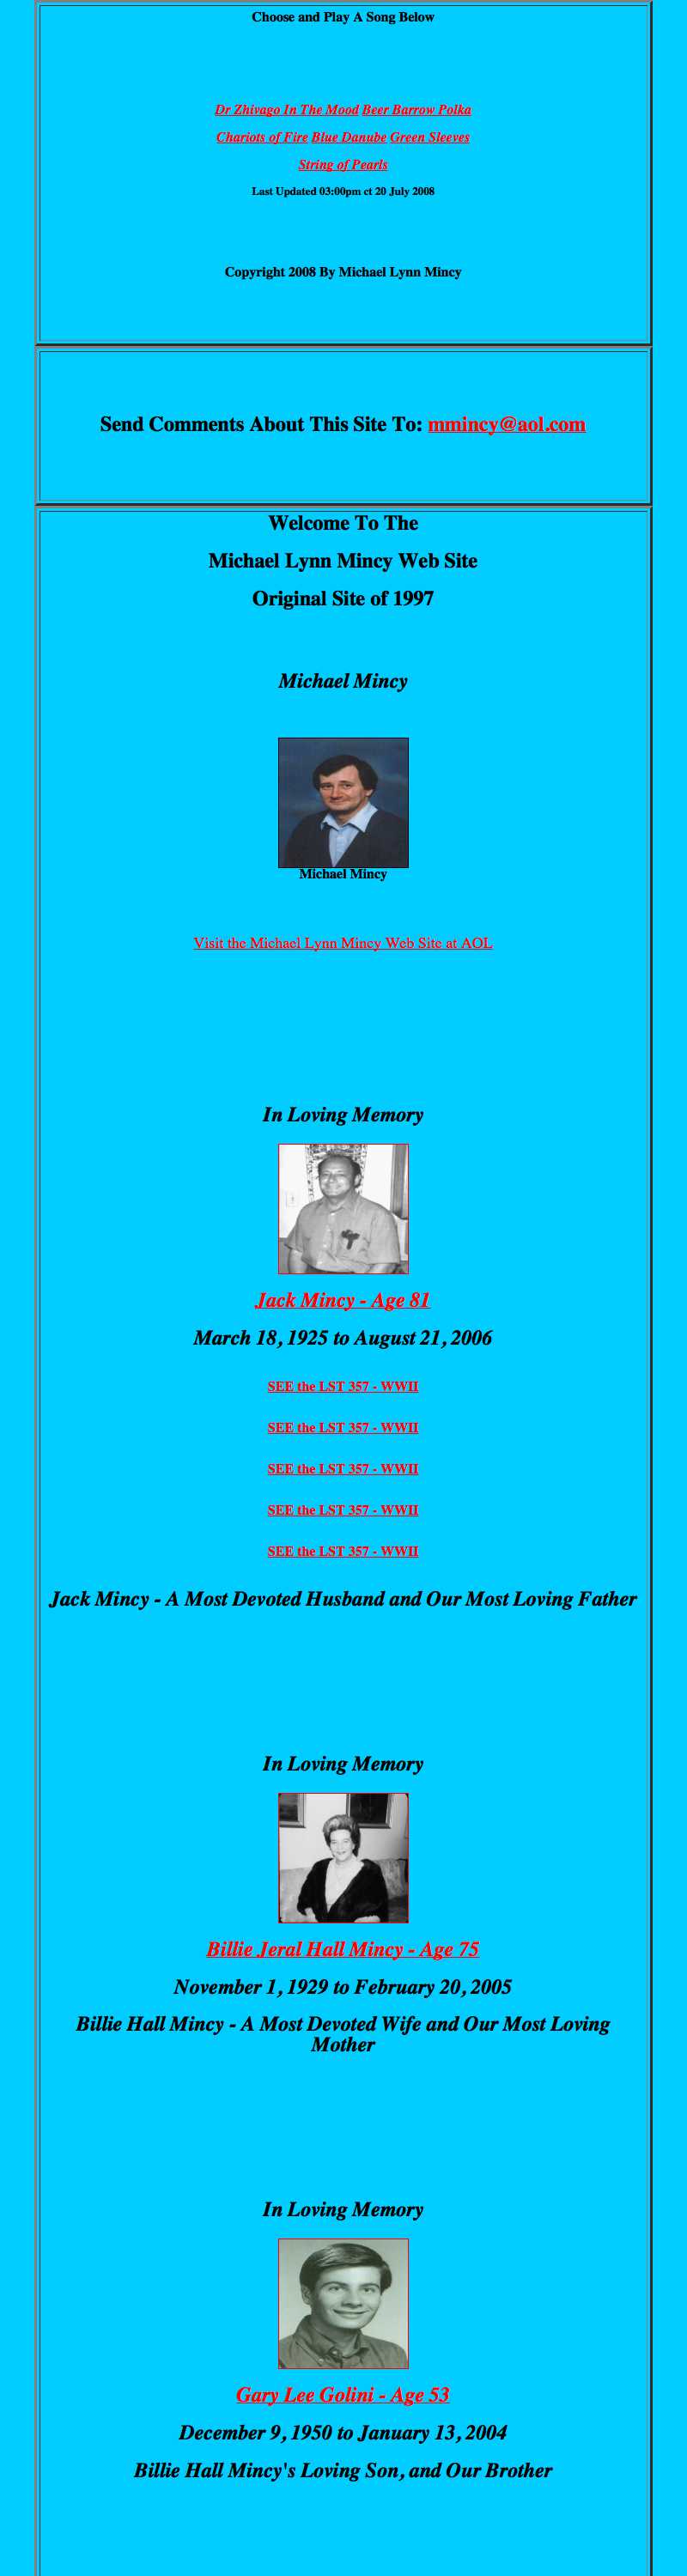 Choose and Play A Song Below
Dr Zhivago In The Mood Beer Barrow Polka
Chariots of Fire Blue Danube Green Sleeves
String of Pearls
Last Updated 03:00pm ct 20 July 2008
Copyright 2008 By Michael Lynn Mincy
Send Comments About This Site To: mmincy@aol.com
Welcome To The
Michael Lynn Mincy Web Site
Original Site of 1997
Michael Mincy
Michael Mincy
Visit the Michael Lynn Mincy Web Site at AOL
In Loving Memory
Jack Mincy - Age 81
March 18, 1925 to August 21, 2006
SEE the LST 357 - WWII
SEE the LST 357 - WWII
SEE the LST 357 - WWII
SEE the LST 357 - WWII
SEE the LST 357 - WWII
Jack Mincy - A Most Devoted Husband and Our Most Loving Father
In Loving Memory
Billie Jeral Hall Mincy - Age 75
November 1, 1929 to February 20, 2005
Billie Hall Mincy - A Most Devoted Wife and Our Most Loving
Mother
In Loving Memory
Gary Lee Golini - Age 53
December 9, 1950 to January 13, 2004
Billie Hall Mincy's Loving Son, and Our Brother